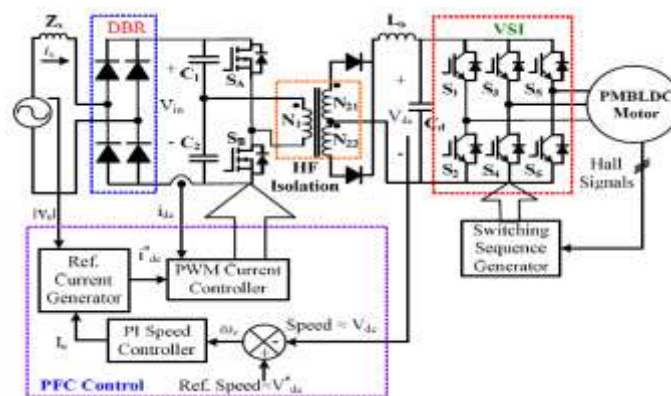 Zs
DBR
is
C1
SA
Vin
C2
SB
N1
N21
N22
HF
Isolation
Lo
Vdc
Cd
VSI
S1
S3
S5
S2
S4
S6
PMBLDC
Motor
Hall
Signals
Switching
Sequence
Generator
|vs|
idc
i*dc
Ref.
Current
Generator
PWM Current
Controller
PI Speed
Controller
Speed = Vdc
PFC Control
Ref. Speed=V*dc